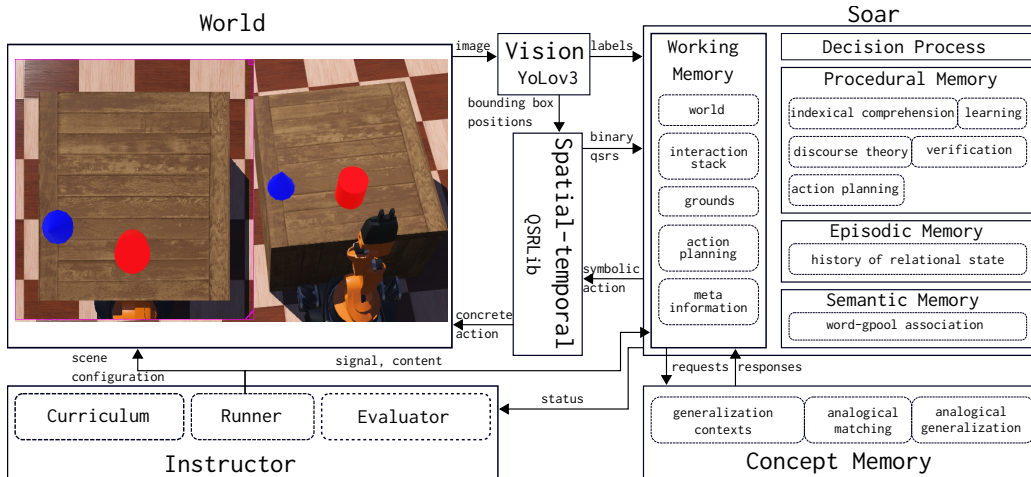 World
Soar
image
Vision
YoLov3
labels
bounding box
positions
Spatial-temporal
QSRLib
binary
qsrs
symbolic
action
concrete
action
Working
Memory
world
interaction
stack
grounds
action
planning
meta
information
Decision Process
Procedural Memory
indexical comprehension
learning
discourse theory
verification
action planning
Episodic Memory
history of relational state
Semantic Memory
word-gpool association
scene
configuration
signal, content
status
requests
responses
Curriculum
Runner
Evaluator
Instructor
generalization
contexts
analogical
matching
analogical
generalization
Concept Memory